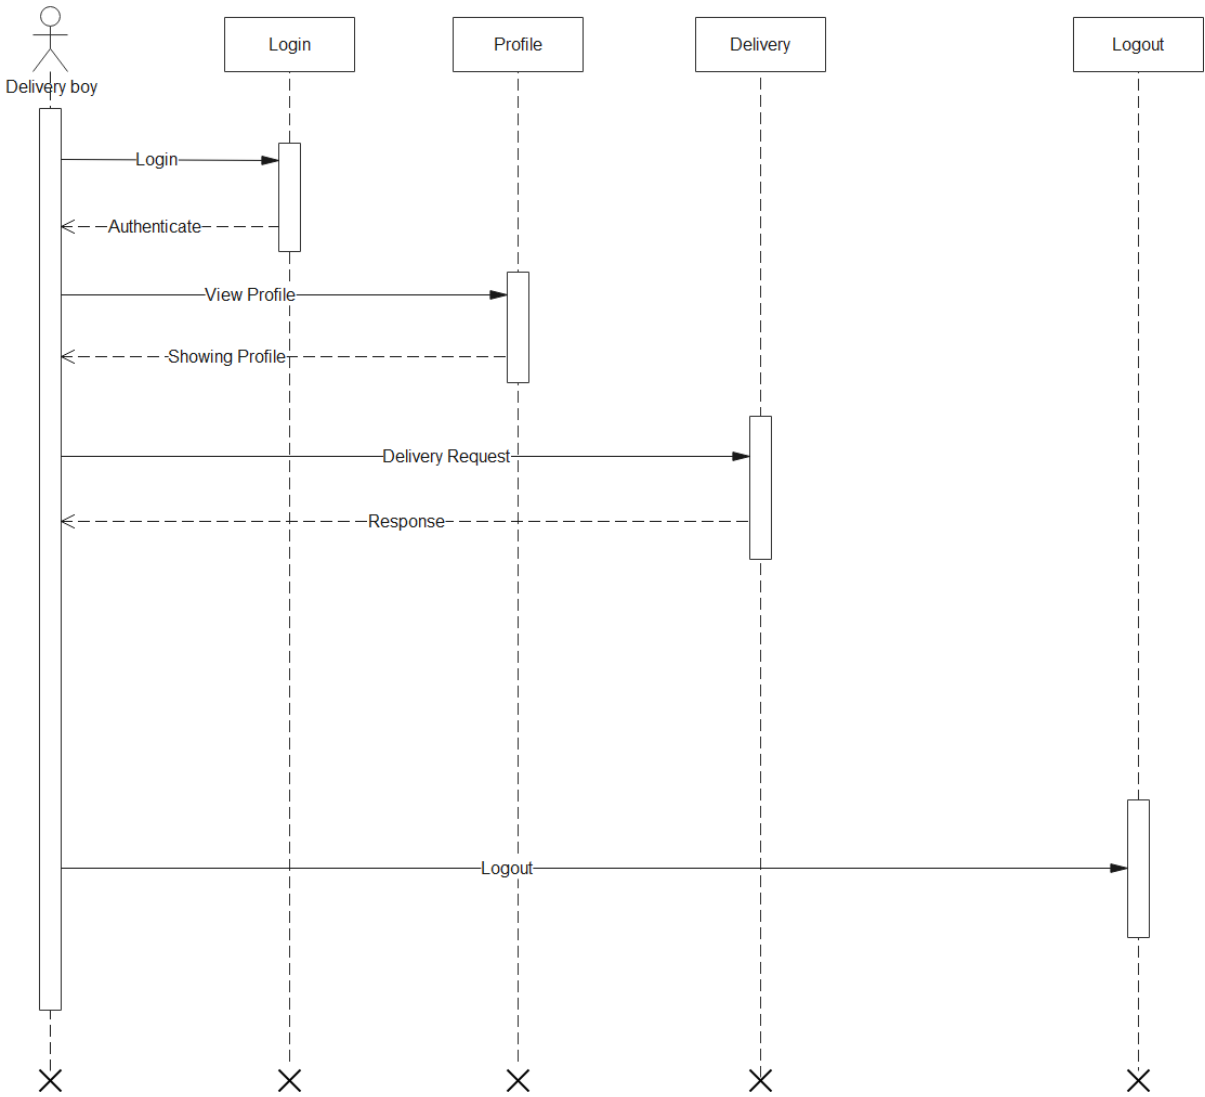 Delivery boy
Login
Profile
Delivery
Logout
Login
Authenticate
View Profile
Showing Profile
Delivery Request
Response
Logout